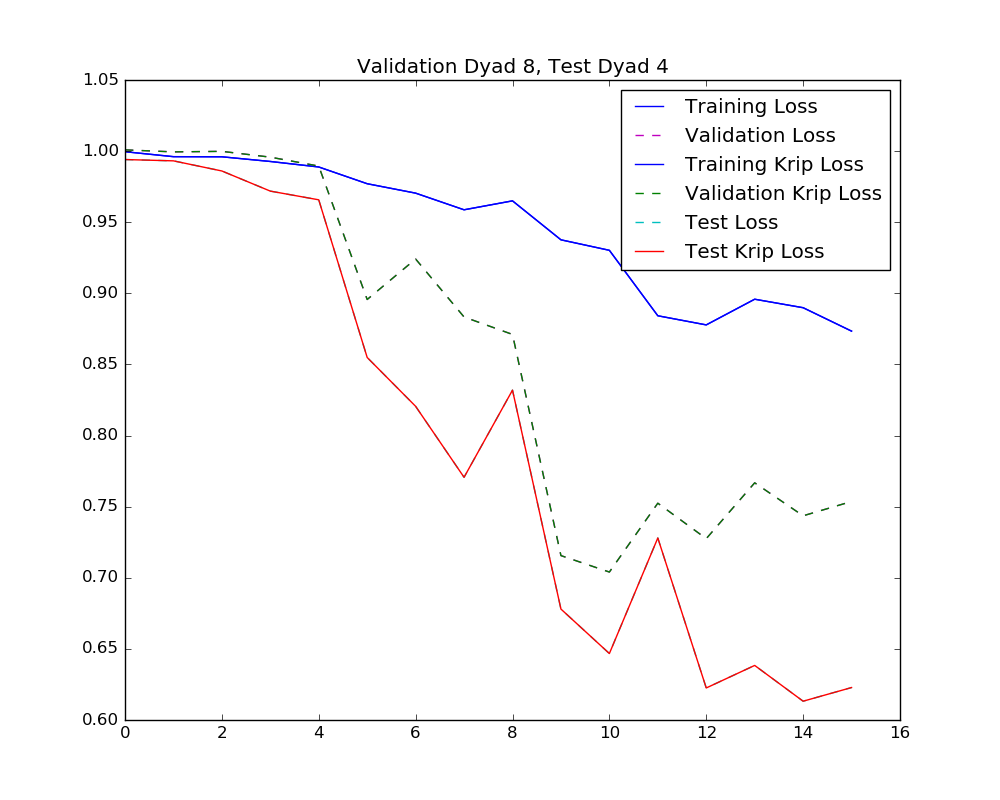 Validation Dyad 8, Test Dyad 4
1.05
1.00
0.95
0.90
0.85
0.80
0.75
0.70
0.65
0.60
Training Loss
Validation Loss
Training Krip Loss
Validation Krip Loss
Test Loss
Test Krip Loss
0 2 4 6 8 10 12 14 16